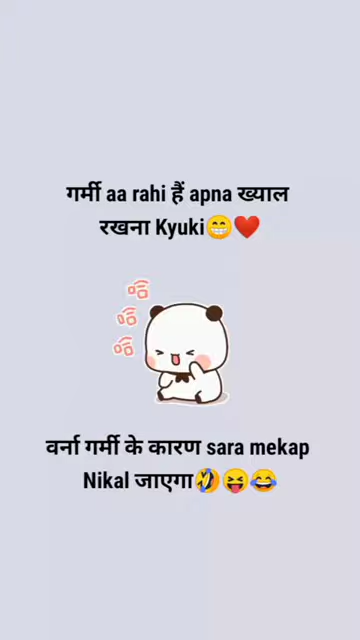 गर्मी aa rahi हैं apna ख्याल
रखना Kyuki😁❤️
वर्ना गर्मी के कारण sara mekap
Nikal जाएगा🤣😝😂